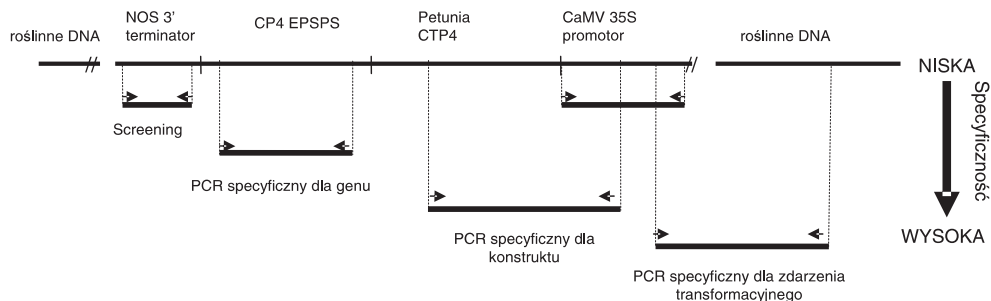 roślinne DNA
NOS 3'
terminator
CP4 EPSPS
Petunia
CTP4
CaMV 35S
promotor
roślinne DNA
NISKA
Specyficzność
WYSOKA
Screening
PCR specyficzny dla genu
PCR specyficzny dla
konstruktu
PCR specyficzny dla zdarzenia
transformacyjnego